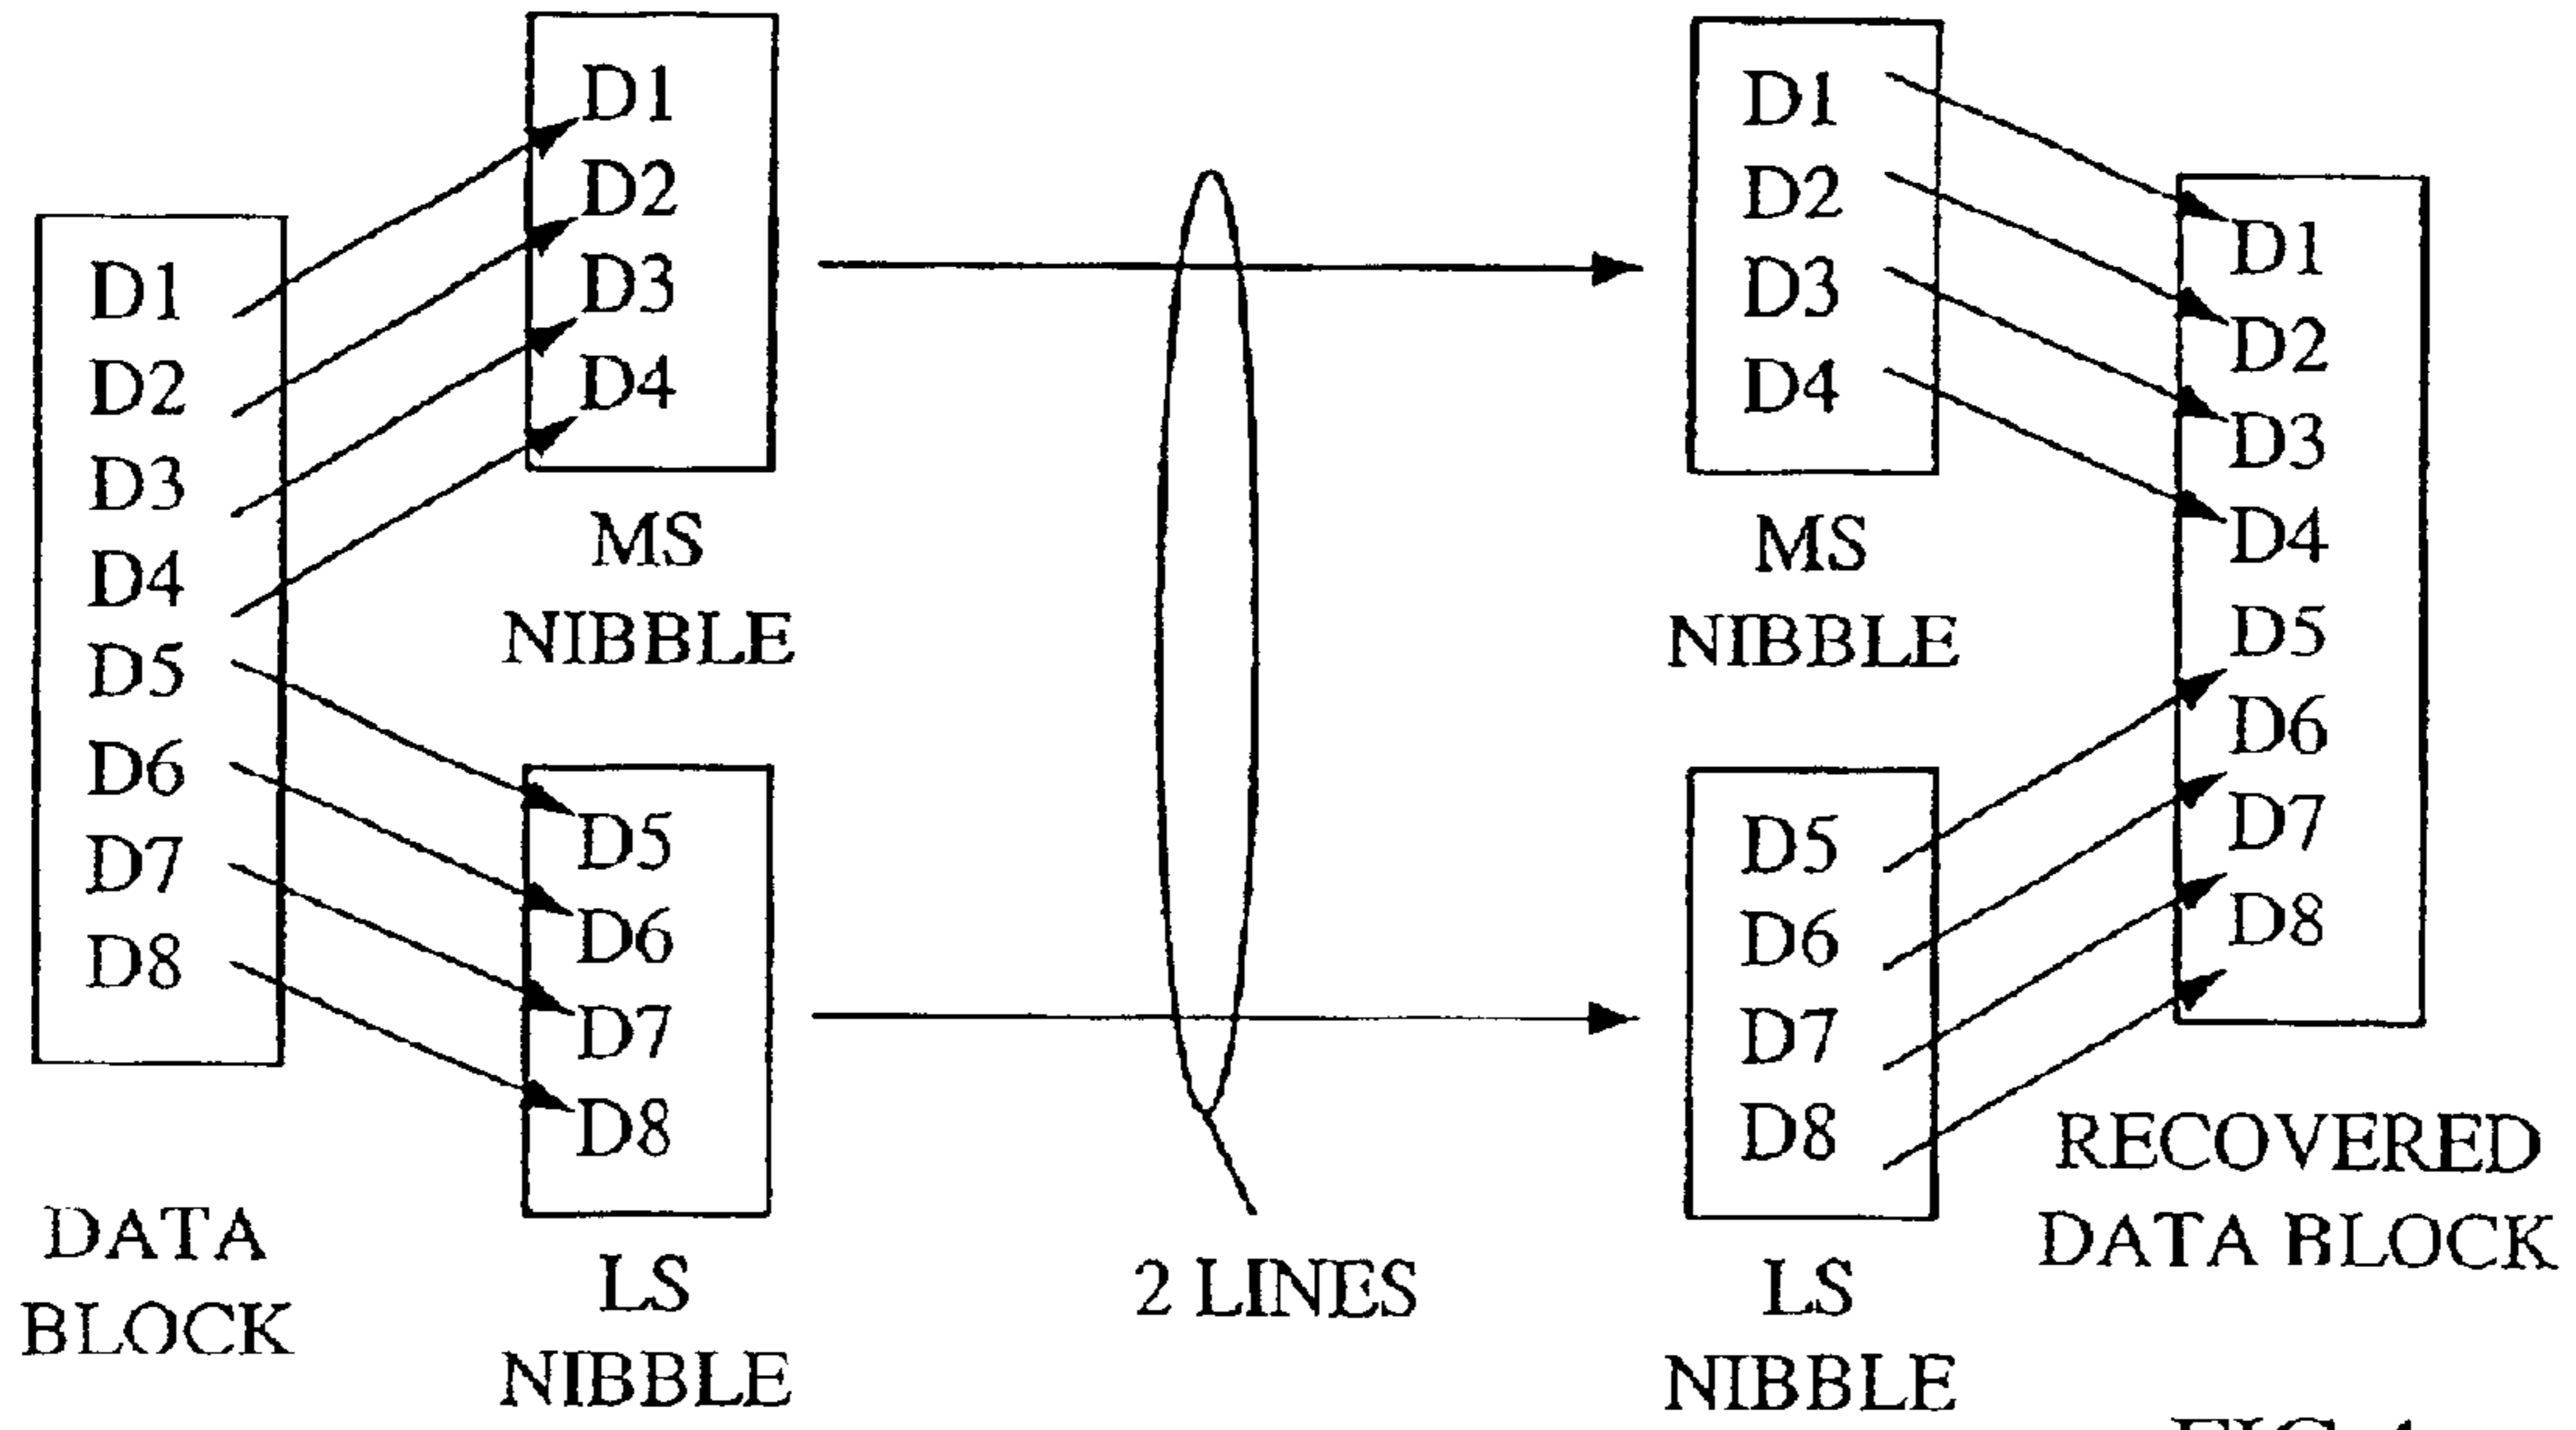 D1
D2
D3
D4
D5
D6
D7
D8
DATA
BLOCK
D1
D2
D3
D4
MS
NIBBLE
D5
D6
D7
D8
LS
NIBBLE
2 LINES
D1
D2
D3
D4
MS
NIBBLE
D5
D6
D7
D8
LS
NIBBLE
D1
D2
D3
D4
D5
D6
D7
D8
RECOVERED
DATA BLOCK